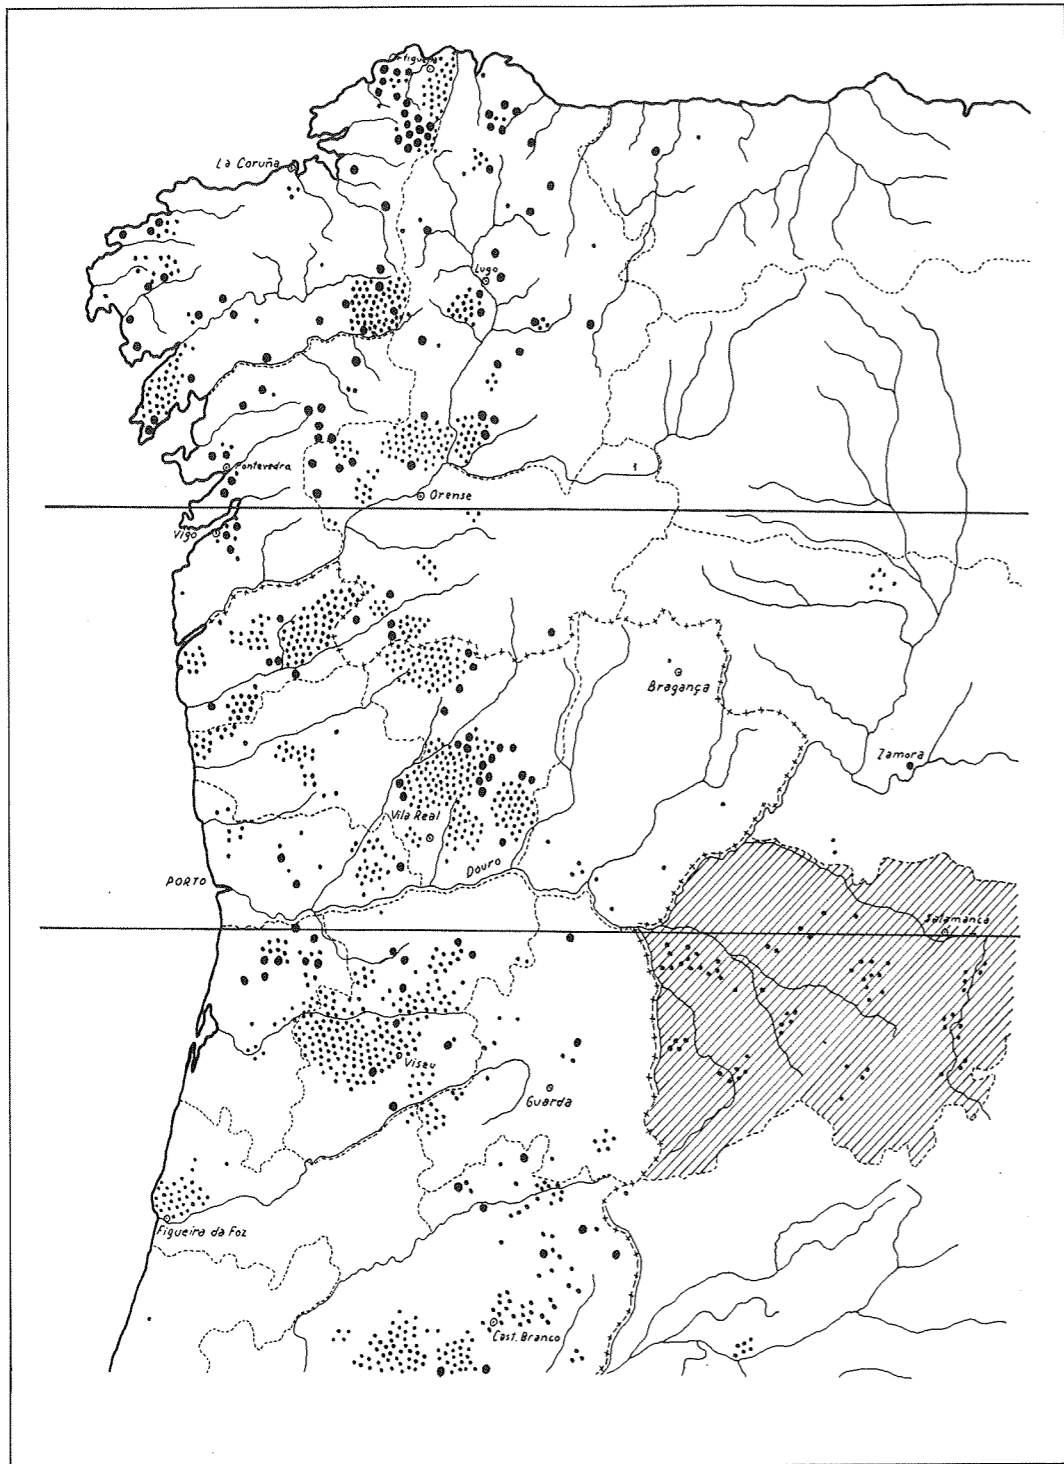 Ortigueira
La Coruña
Lugo
Pontevedra
Orense
Vigo
Bragança
Zamora
Vila Real
Douro
PORTO
Salamanca
Viseu
Guarda
Figueira da Foz
Cast. Branco